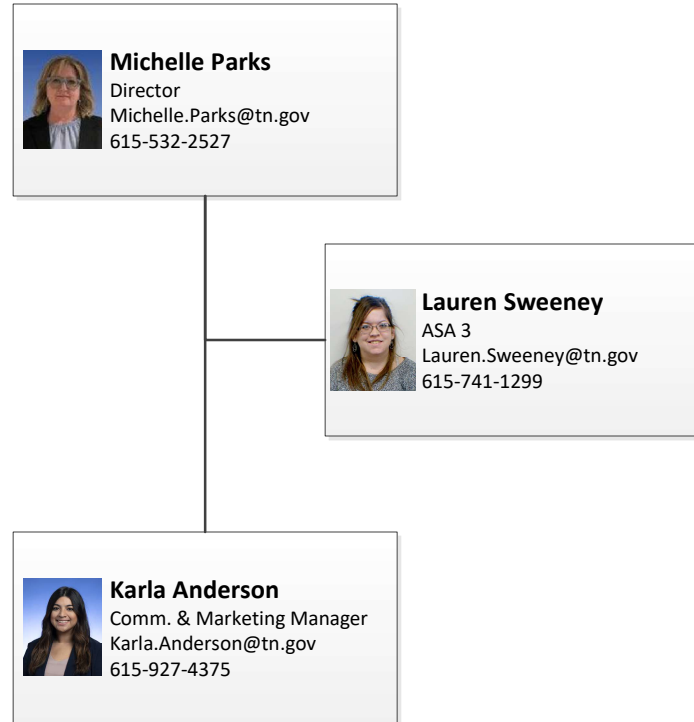 Michelle Parks
Director
Michelle.Parks@tn.gov
615-532-2527
Lauren Sweeney
ASA 3
Lauren.Sweeney@tn.gov
615-741-1299
Karla Anderson
Comm. & Marketing Manager
Karla.Anderson@tn.gov
615-927-4375